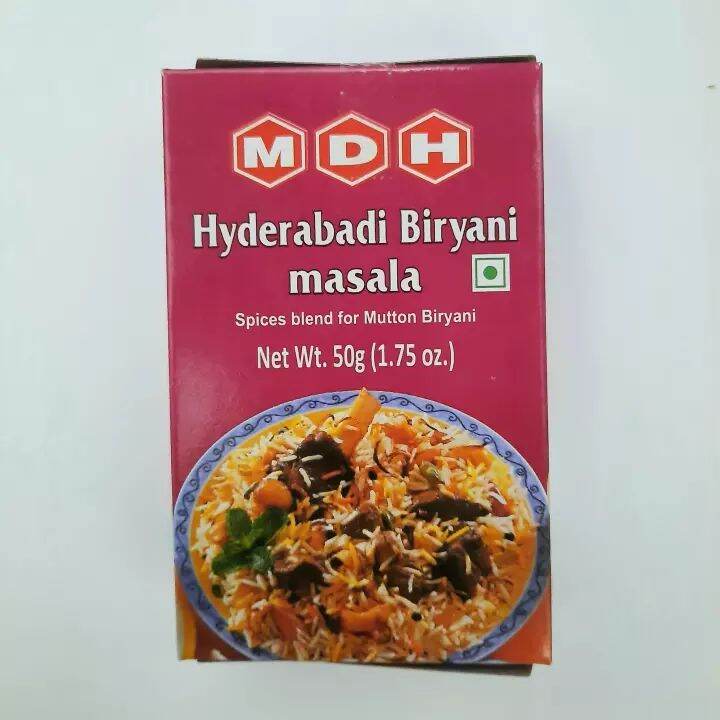 MDH
Hyderabadi Biryani
masala
Spices blend for Mutton Biryani
Net Wt. 50g (1.75 oz.)